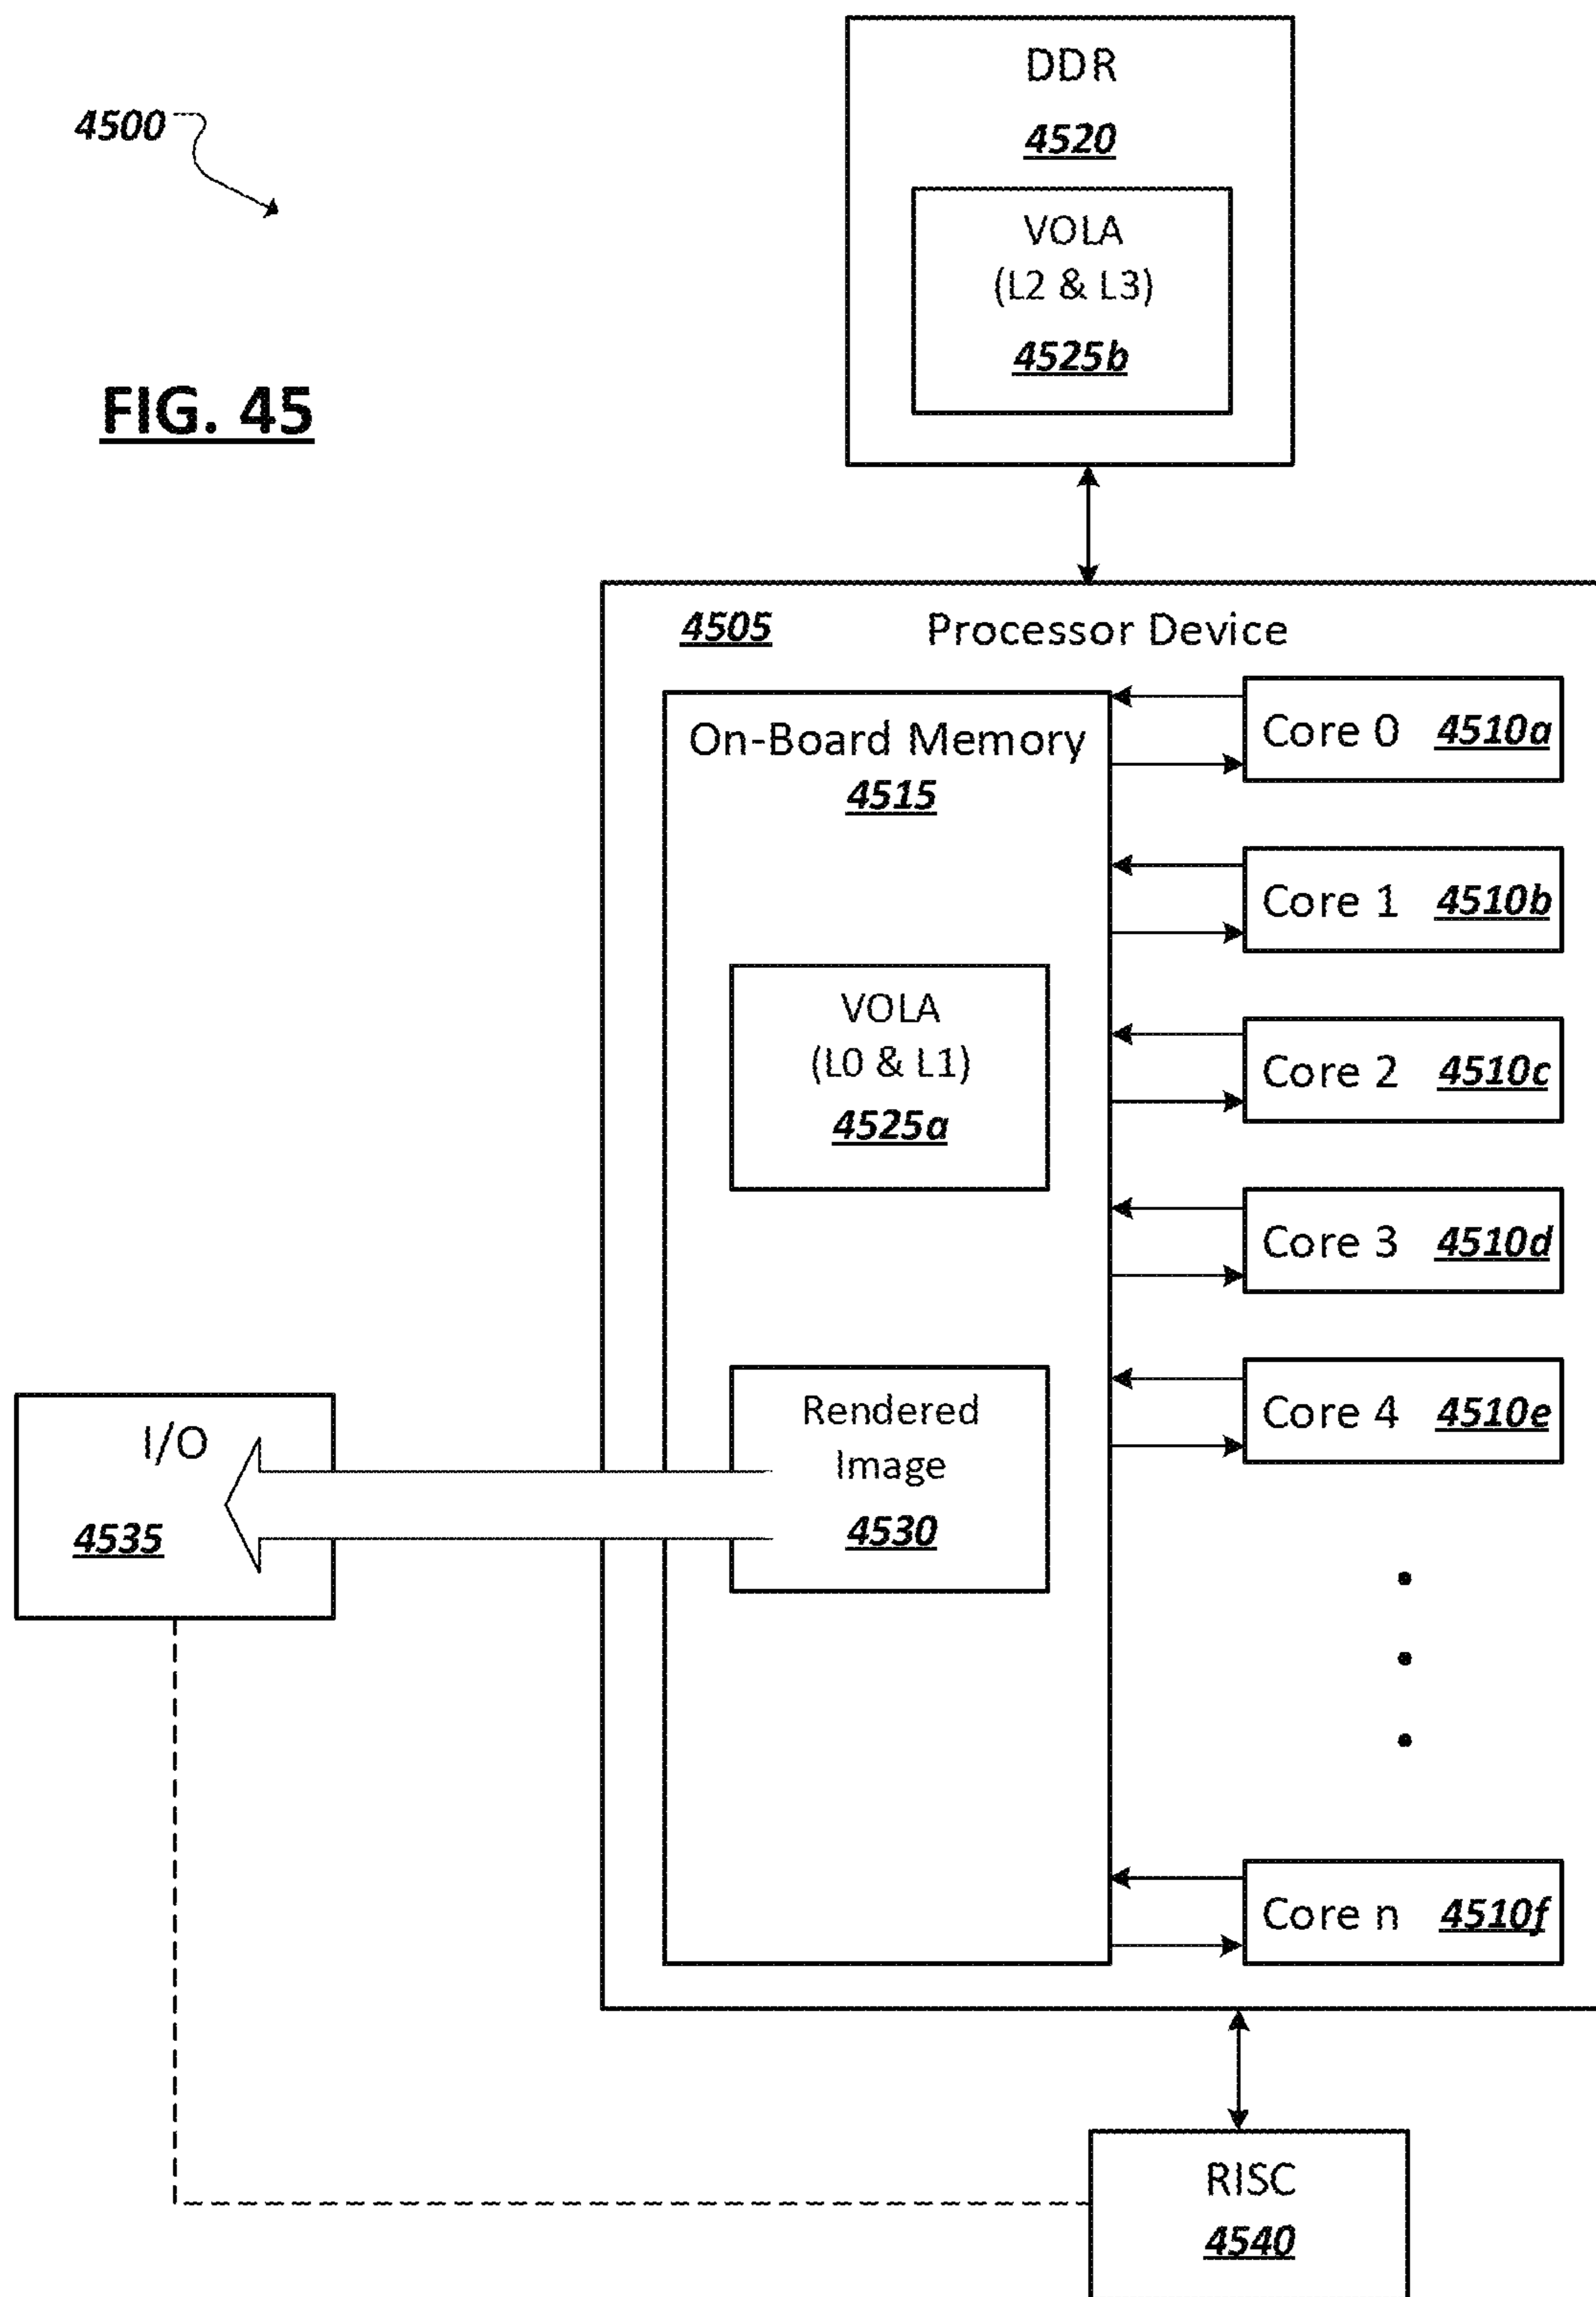 DDR
4520
4500
VOLA
(L2 & L3)
4525b
FIG. 45
4505 Processor Device
On-Board Memory
4515
Core 0 4510a
Core 1 4510b
VOLA
(L0 & L1)
4525a
Core 2 4510c
Core 3 4510d
Rendered
Image
4530
Core 4 4510e
I/O
4535
Core n 4510f
RISC
4540